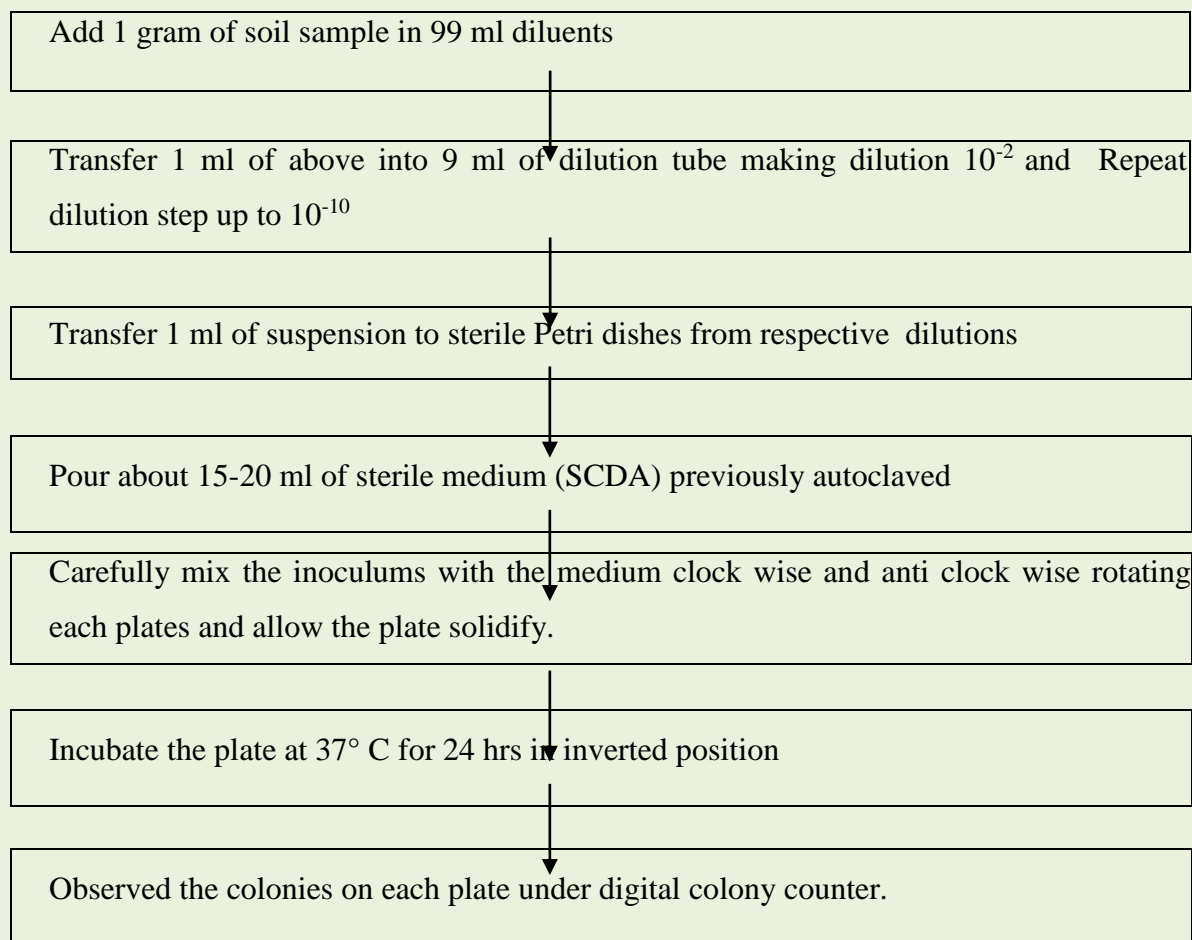 Add 1 gram of soil sample in 99 ml diluents
Transfer 1 ml of above into 9 ml of dilution tube making dilution 10⁻² and Repeat
dilution step up to 10⁻¹⁰
Transfer 1 ml of suspension to sterile Petri dishes from respective dilutions
Pour about 15-20 ml of sterile medium (SCDA) previously autoclaved
Carefully mix the inoculums with the medium clock wise and anti clock wise rotating
each plates and allow the plate solidify.
Incubate the plate at 37° C for 24 hrs in inverted position
Observed the colonies on each plate under digital colony counter.